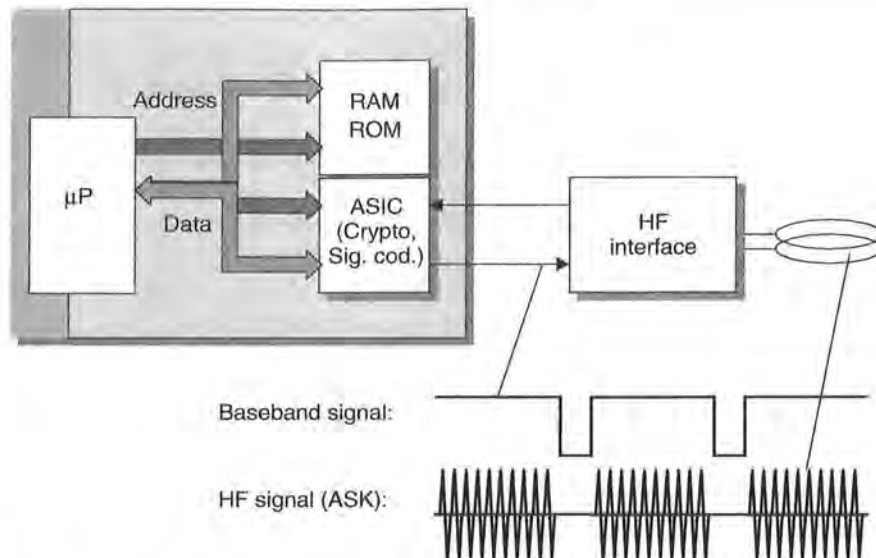 Address
RAM
ROM
µP
Data
ASIC
(Crypto,
Sig. cod.)
HF
interface
Baseband signal:
HF signal (ASK):